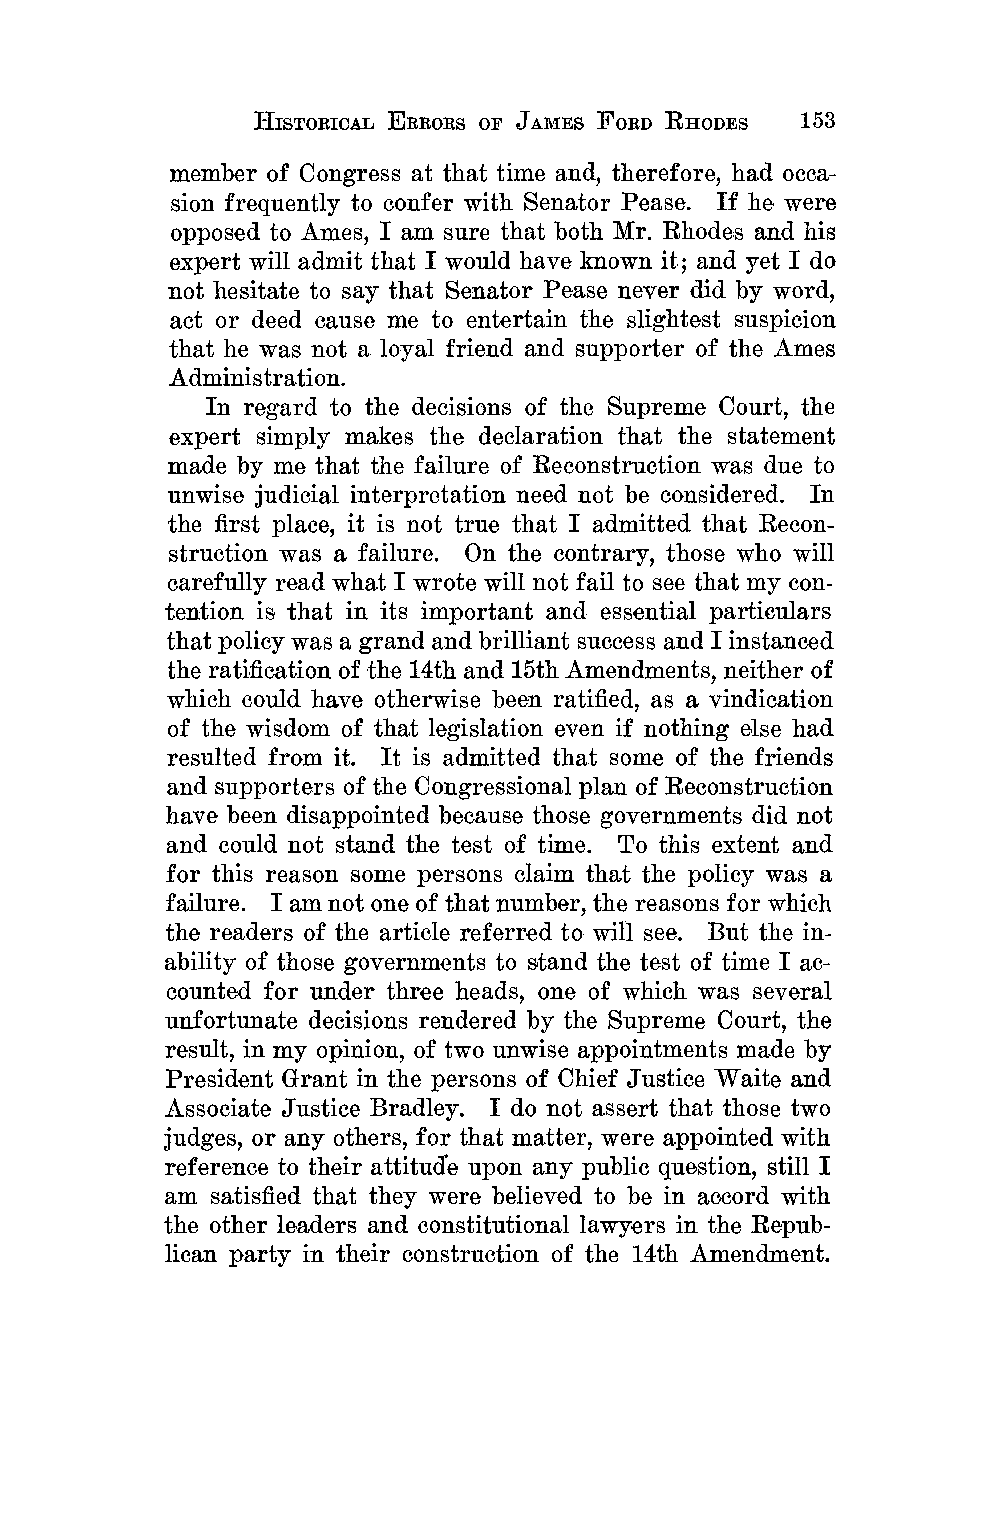 Historical Errors of James Ford Rhodes 153
member of Congress at that time and, therefore, had occa-
sion frequently to confer with Senator Pease. If he were
opposed to Ames, I am sure that both Mr. Rhodes and his
expert will admit that I would have known it; and yet I do
not hesitate to say that Senator Pease never did by word,
act or deed cause me to entertain the slightest suspicion
that he was not a loyal friend and supporter of the Ames
Administration.
In regard to the decisions of the Supreme Court, the
expert simply makes the declaration that the statement
made by me that the failure of Reconstruction was due to
unwise judicial interpretation need not be considered. In
the first place, it is not true that I admitted that Recon-
struction was a failure. On the contrary, those who will
carefully read what I wrote will not fail to see that my con-
tention is that in its important and essential particulars
that policy was a grand and brilliant success and I instanced
the ratification of the 14th and 15th Amendments, neither of
which could have otherwise been ratified, as a vindication
of the wisdom of that legislation even if nothing else had
resulted from it. It is admitted that some of the friends
and supporters of the Congressional plan of Reconstruction
have been disappointed because those governments did not
and could not stand the test of time. To this extent and
for this reason some persons claim that the policy was a
failure. I am not one of that number, the reasons for which
the readers of the article referred to will see. But the in-
ability of those governments to stand the test of time I ac-
counted for under three heads, one of which was several
unfortunate decisions rendered by the Supreme Court, the
result, in my opinion, of two unwise appointments made by
President Grant in the persons of Chief Justice Waite and
Associate Justice Bradley. I do not assert that those two
judges, or any others, for that matter, were appointed with
reference to their attitude upon any public question, still I
am satisfied that they were believed to be in accord with
the other leaders and constitutional lawyers in the Repub-
lican party in their construction of the 14th Amendment.